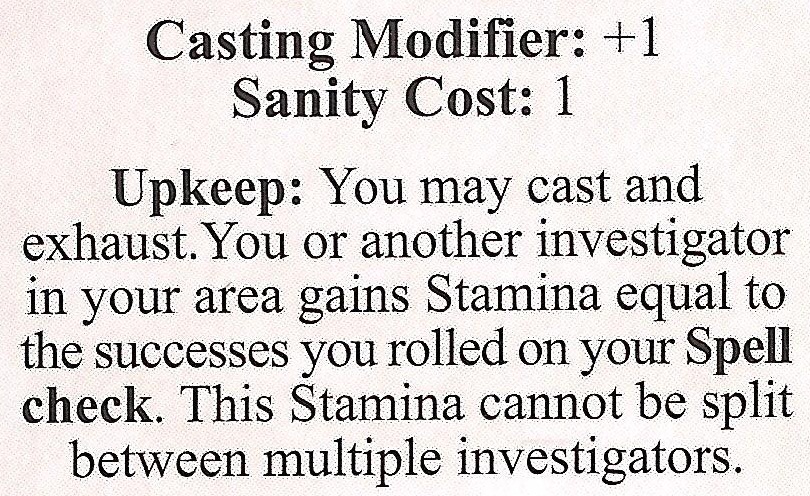 Casting Modifier: +1
Sanity Cost: 1
Upkeep: You may cast and
exhaust.You or another investigator
in your area gains Stamina equal to
the successes you rolled on your Spell
check. This Stamina cannot be split
between multiple investigators.